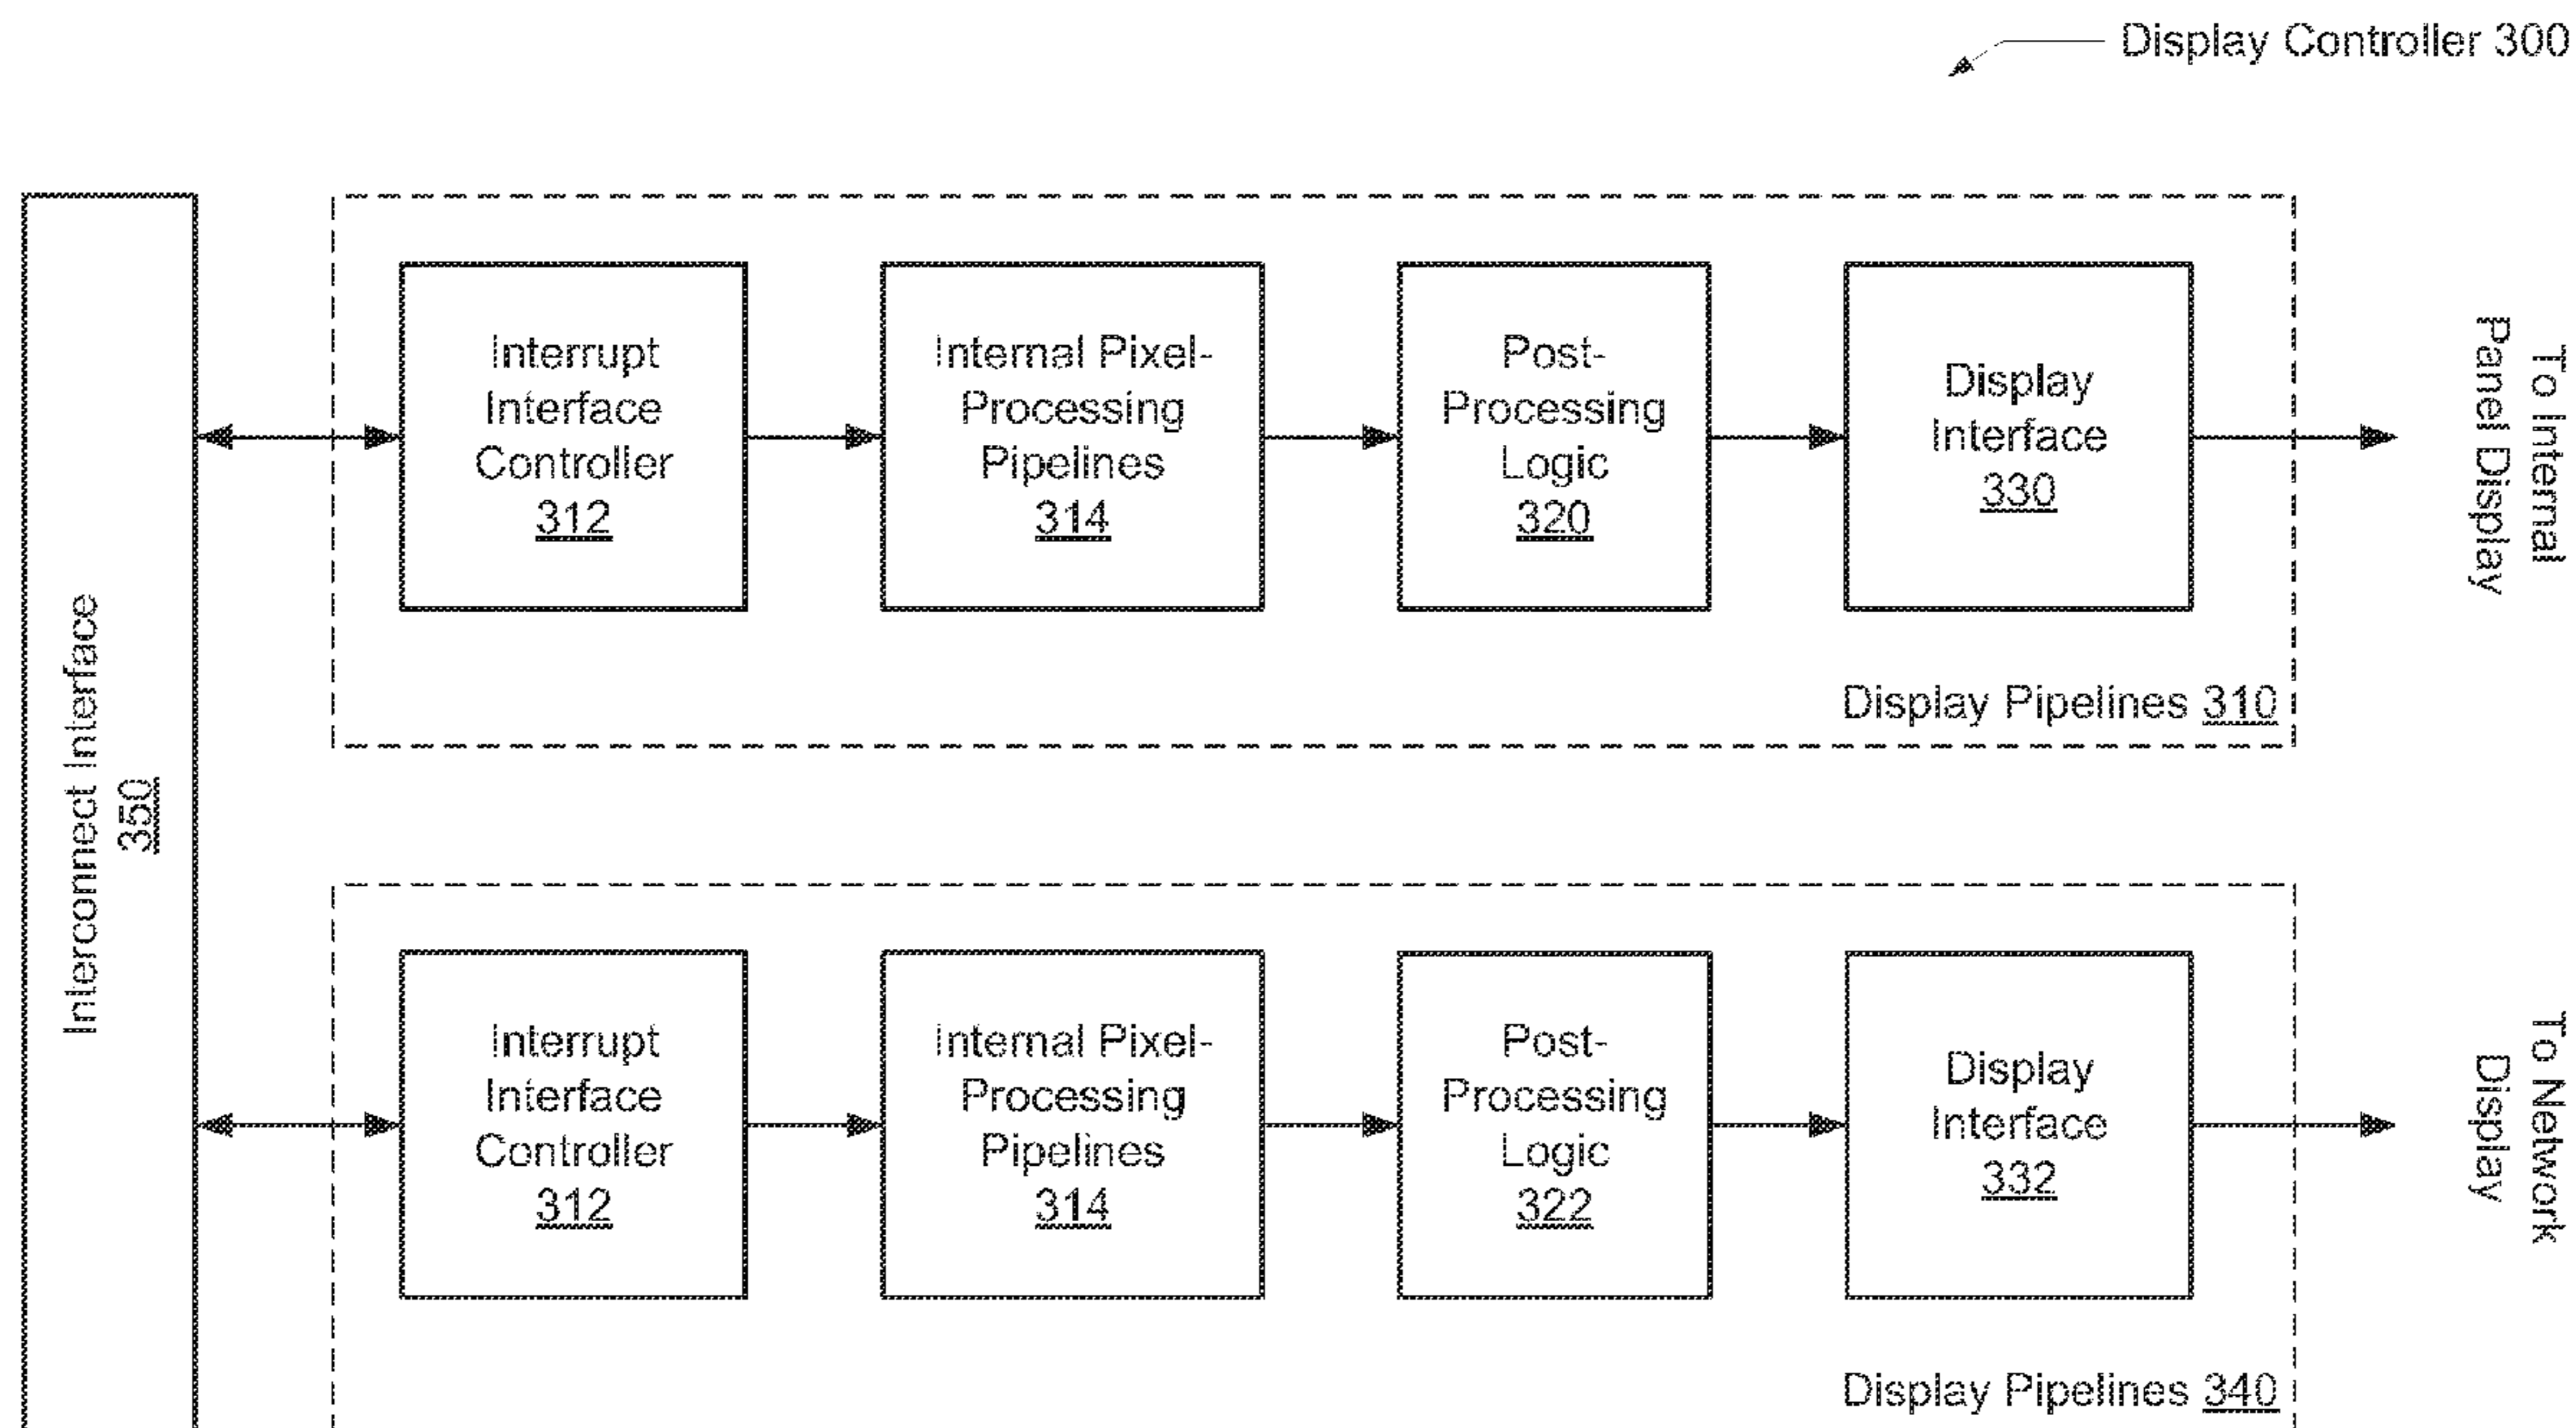 Display Controller 300
Interconnect Interface
350
Interrupt
Interface
Controller
312
Internal Pixel-
Processing
Pipelines
314
Post-
Processing
Logic
320
Display
Interface
330
Display Pipelines 310
To Internal
Panel Display
Interrupt
Interface
Controller
312
Internal Pixel-
Processing
Pipelines
314
Post-
Processing
Logic
322
Display
Interface
332
Display Pipelines 340
To Network
Display